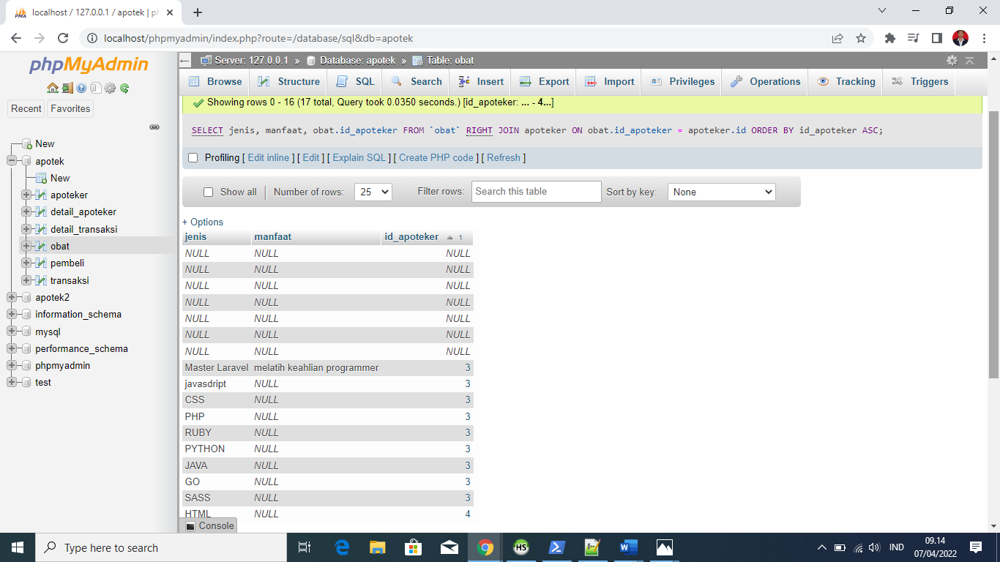 localhost / 127.0.0.1 / apotek | ph
localhost/phpmyadmin/index.php?route=/database/sql&db=apotek
phpMyAdmin
Recent Favorites
New
apotek
New
apoteker
detail_apoteker
detail_transaksi
obat
pembeli
transaksi
apotek2
information_schema
mysql
performance_schema
phpmyadmin
test
Server: 127.0.0.1 » Database: apotek » Table: obat
Browse Structure SQL Search Insert Export Import Privileges Operations Tracking Triggers
Showing rows 0 - 16 (17 total, Query took 0.0350 seconds.) [id_apoteker: ... - 4...]
SELECT jenis, manfaat, obat.id_apoteker FROM `obat` RIGHT JOIN apoteker ON obat.id_apoteker = apoteker.id ORDER BY id_apoteker ASC;
Profiling [ Edit inline ] [ Edit ] [ Explain SQL ] [ Create PHP code ] [ Refresh ]
Show all Number of rows: 25 Filter rows: Search this table Sort by key: None
+ Options
jenis manfaat id_apoteker 1
NULL NULL NULL
NULL NULL NULL
NULL NULL NULL
NULL NULL NULL
NULL NULL NULL
NULL NULL NULL
NULL NULL NULL
Master Laravel melatih keahlian programmer 3
javasdript NULL 3
CSS NULL 3
PHP NULL 3
RUBY NULL 3
PYTHON NULL 3
JAVA NULL 3
GO NULL 3
SASS NULL 3
HTML NULL 4
Console
Type here to search
HS
IND
09.14
07/04/2022